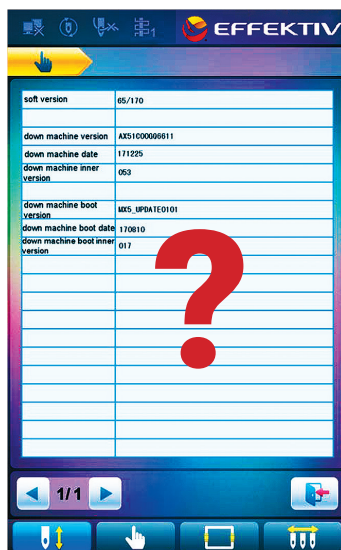 EFFEKTIV
soft version 65/170
down machine version AX51C00G06611
down machine date 171225
down machine inner version 053
down machine boot version MX5_UPDATE0101
down machine boot date 170810
down machine boot inner version 017
?
1/1